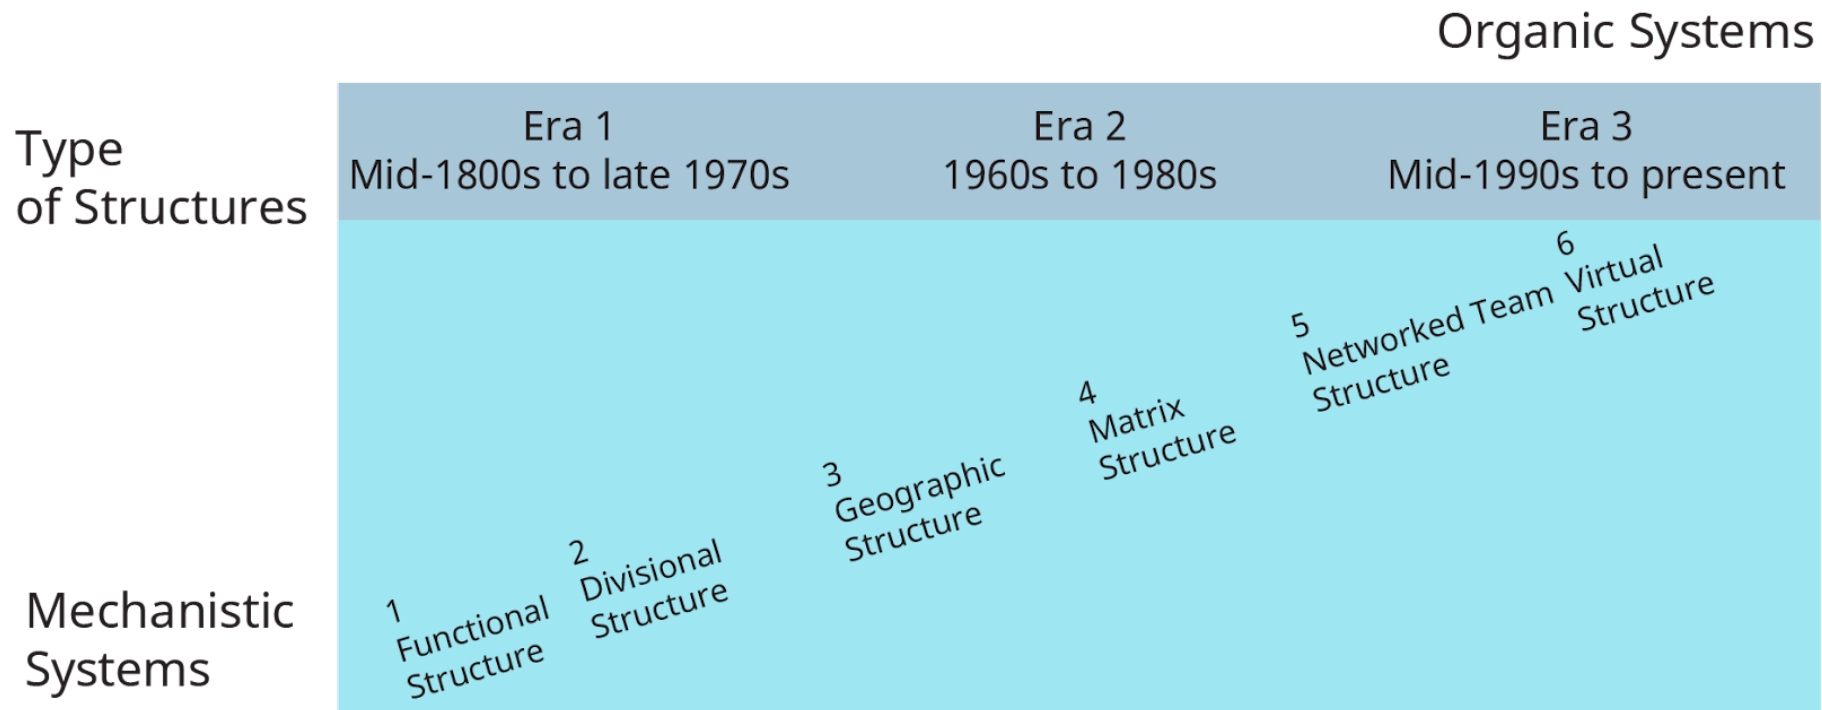 Organic Systems
Type
of Structures
Era 1
Mid-1800s to late 1970s
Era 2
1960s to 1980s
Era 3
Mid-1990s to present
Mechanistic
Systems
1
Functional
Structure
2
Divisional
Structure
3
Geographic
Structure
4
Matrix
Structure
5
Networked Team
Structure
6
Virtual
Structure